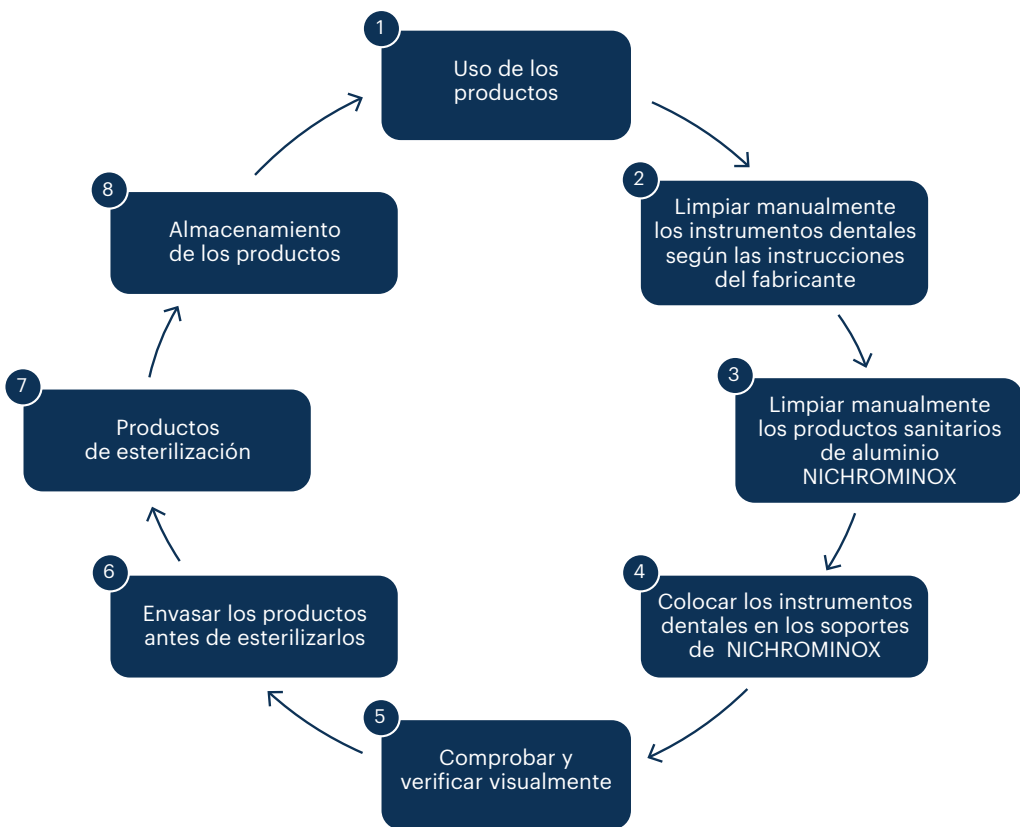 1
Uso de los
productos
2
Limpiar manualmente
los instrumentos dentales
según las instrucciones
del fabricante
3
Limpiar manualmente
los productos sanitarios
de aluminio
NICHROMINOX
4
Colocar los instrumentos
dentales en los soportes
de NICHROMINOX
5
Comprobar y
verificar visualmente
6
Envasar los productos
antes de esterilizarlos
7
Productos
de esterilización
8
Almacenamiento
de los productos